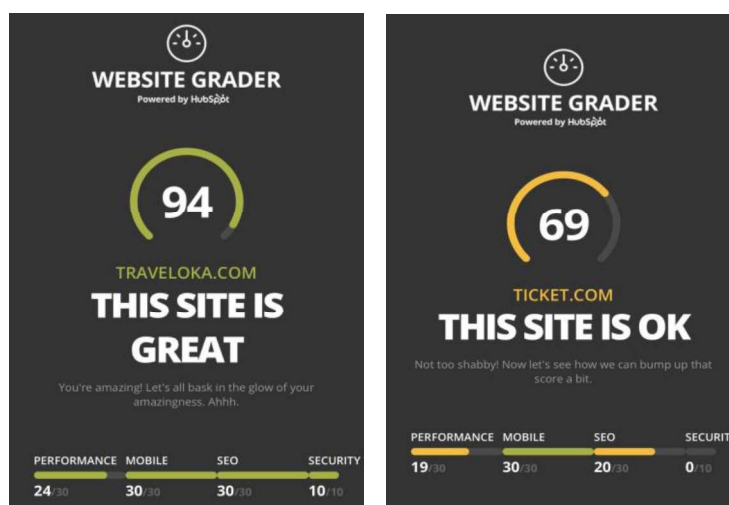 WEBSITE GRADER
Powered by HubSpot
94
TRAVELOKA.COM
THIS SITE IS
GREAT
You're amazing! Let's all bask in the glow of your
amazingness. Ahhh.
PERFORMANCE MOBILE SEO SECURITY
24/30 30/30 30/30 10/10
WEBSITE GRADER
Powered by HubSpot
69
TICKET.COM
THIS SITE IS OK
Not too shabby! Now let's see how we can bump up that
score a bit.
PERFORMANCE MOBILE SEO SECURIT
19/30 30/30 20/30 0/10